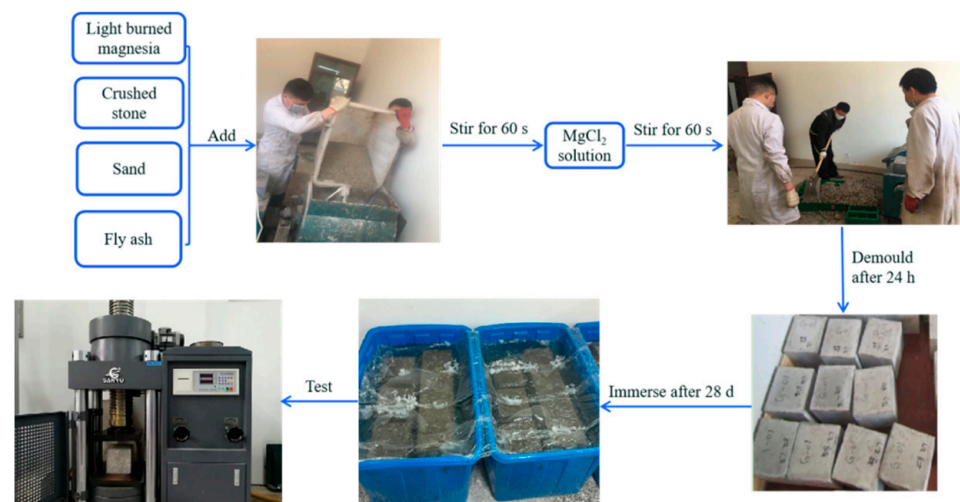 Light burned
magnesia
Crushed
stone
Sand
Fly ash
Add
Stir for 60 s
MgCl₂
solution
Stir for 60 s
Demould
after 24 h
Immerse after 28 d
Test
SANYU